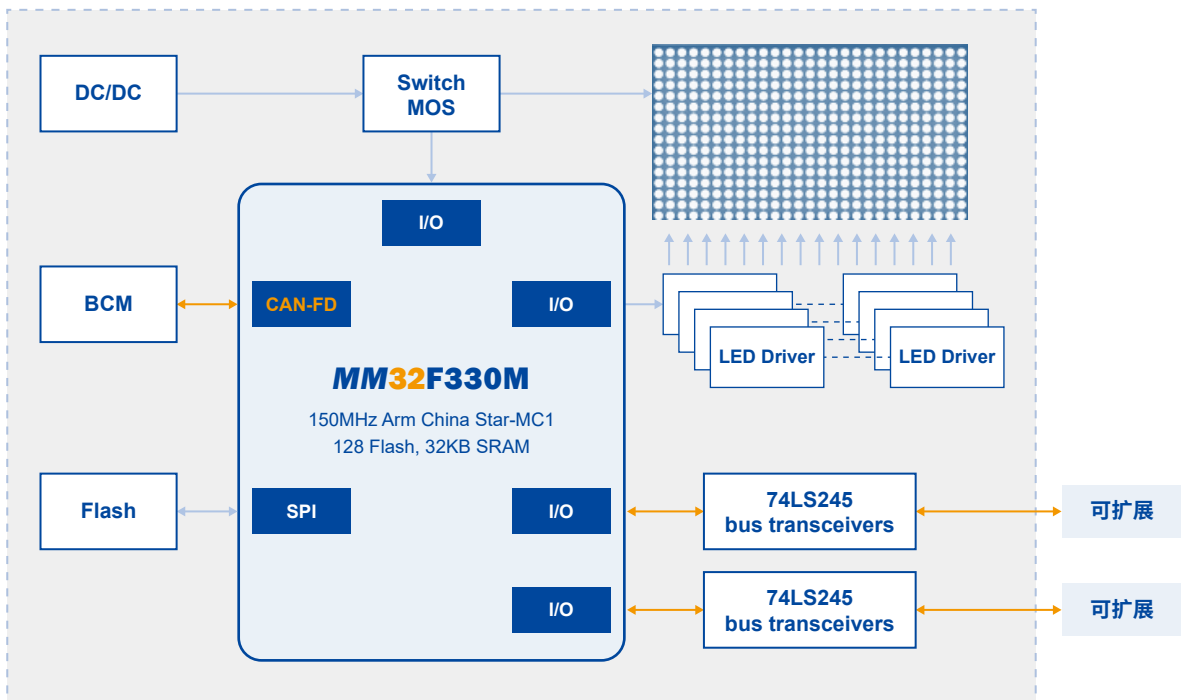 DC/DC
Switch
MOS
I/O
BCM
CAN-FD
I/O
LED Driver
LED Driver
MM32F330M
150MHz Arm China Star-MC1
128 Flash, 32KB SRAM
Flash
SPI
I/O
74LS245
bus transceivers
可扩展
I/O
74LS245
bus transceivers
可扩展